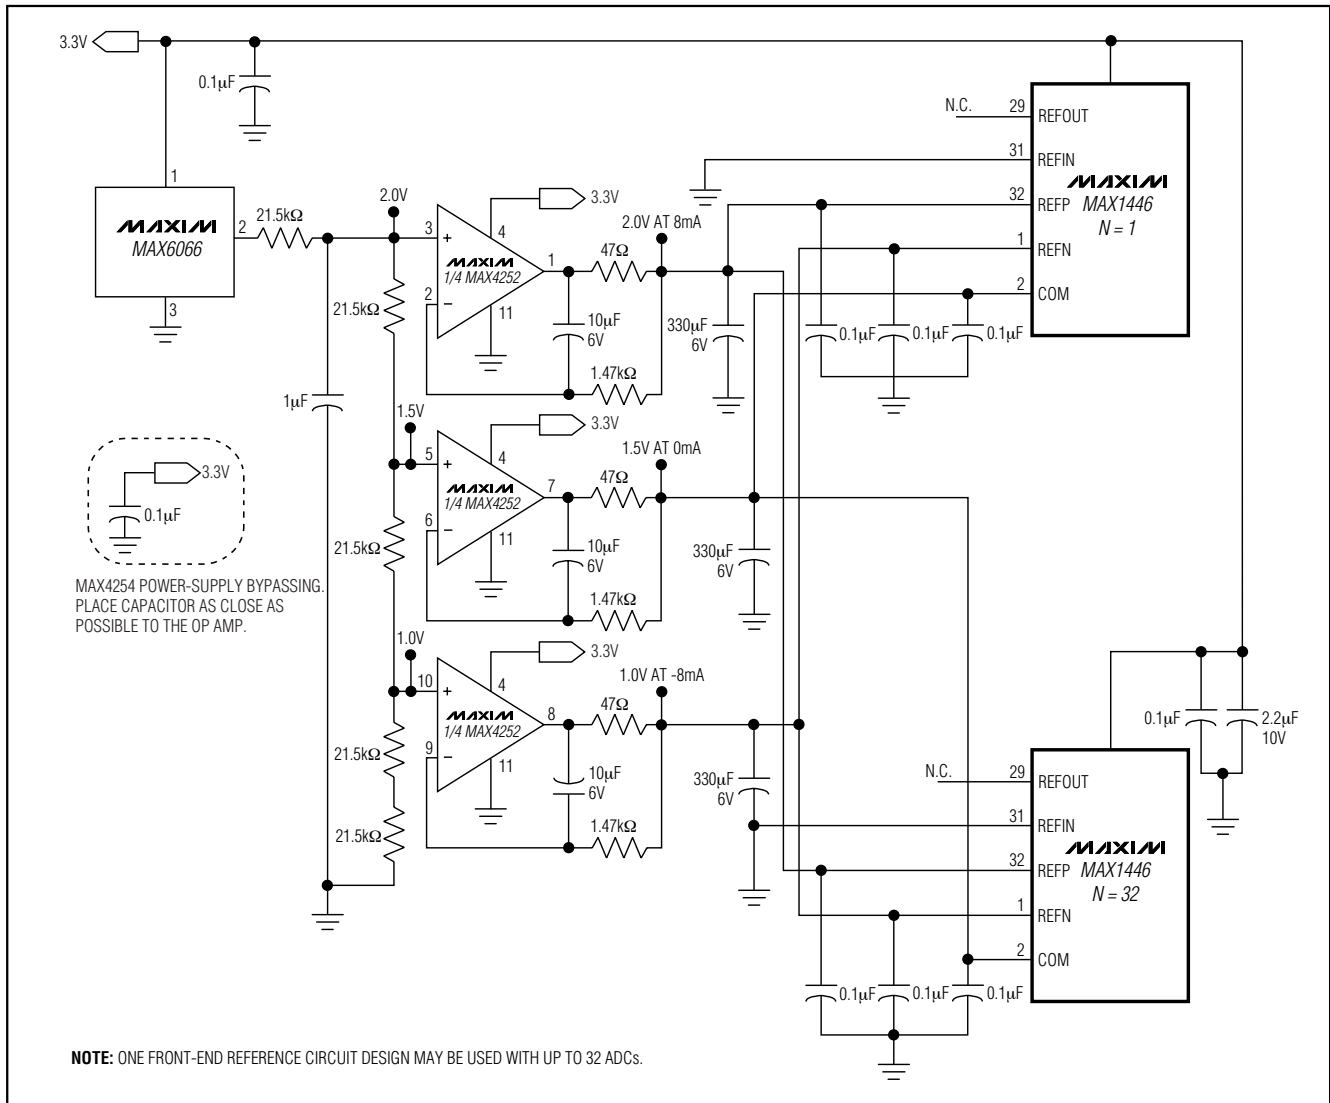 3.3V
0.1µF
1
MAXIM
MAX6066
2
3
21.5kΩ
2.0V
21.5kΩ
1µF
3
+
4
3.3V
MAXIM
1/4 MAX4252
1
2
−
11
47Ω
2.0V AT 8mA
10µF
6V
1.47kΩ
330µF
6V
1.5V
5
+
4
3.3V
MAXIM
1/4 MAX4252
7
6
−
11
47Ω
1.5V AT 0mA
10µF
6V
1.47kΩ
330µF
6V
21.5kΩ
1.0V
10
+
4
3.3V
MAXIM
1/4 MAX4252
8
9
−
11
47Ω
1.0V AT -8mA
10µF
6V
1.47kΩ
330µF
6V
21.5kΩ
21.5kΩ
3.3V
0.1µF
MAX4254 POWER-SUPPLY BYPASSING.
PLACE CAPACITOR AS CLOSE AS
POSSIBLE TO THE OP AMP.
N.C.
29
REFOUT
31
REFIN
32
REFP
1
REFN
2
COM
MAXIM
MAX1446
N = 1
0.1µF
0.1µF
0.1µF
0.1µF
2.2µF
10V
N.C.
29
REFOUT
31
REFIN
32
REFP
1
REFN
2
COM
MAXIM
MAX1446
N = 32
0.1µF
0.1µF
0.1µF
NOTE: ONE FRONT-END REFERENCE CIRCUIT DESIGN MAY BE USED WITH UP TO 32 ADCs.